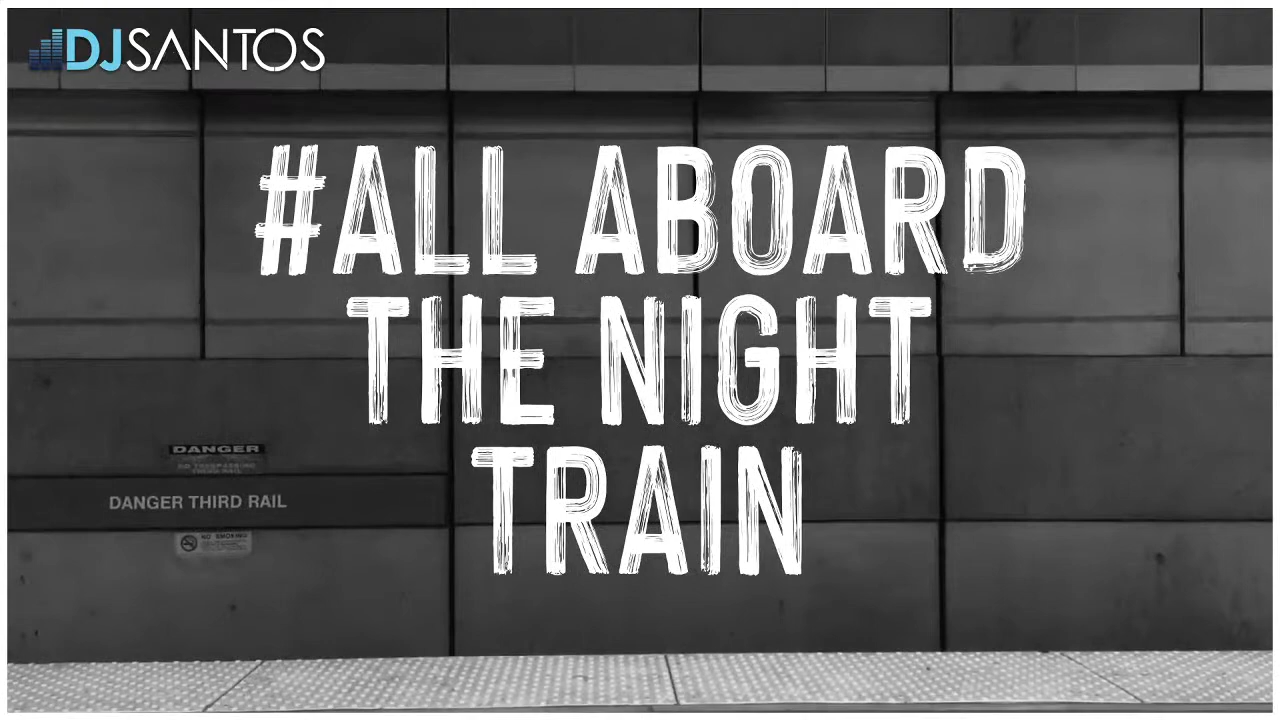 DJSANTOS
#ALL ABOARD
THE NIGHT
TRAIN
DANGER
DANGER THIRD RAIL
NO SMOKING